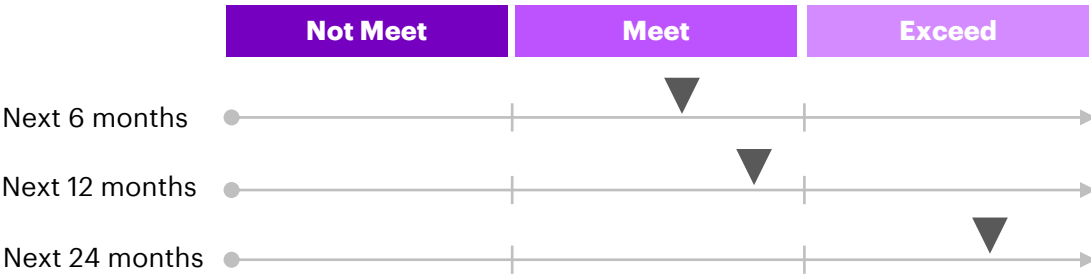 Not Meet Meet Exceed
Next 6 months
Next 12 months
Next 24 months